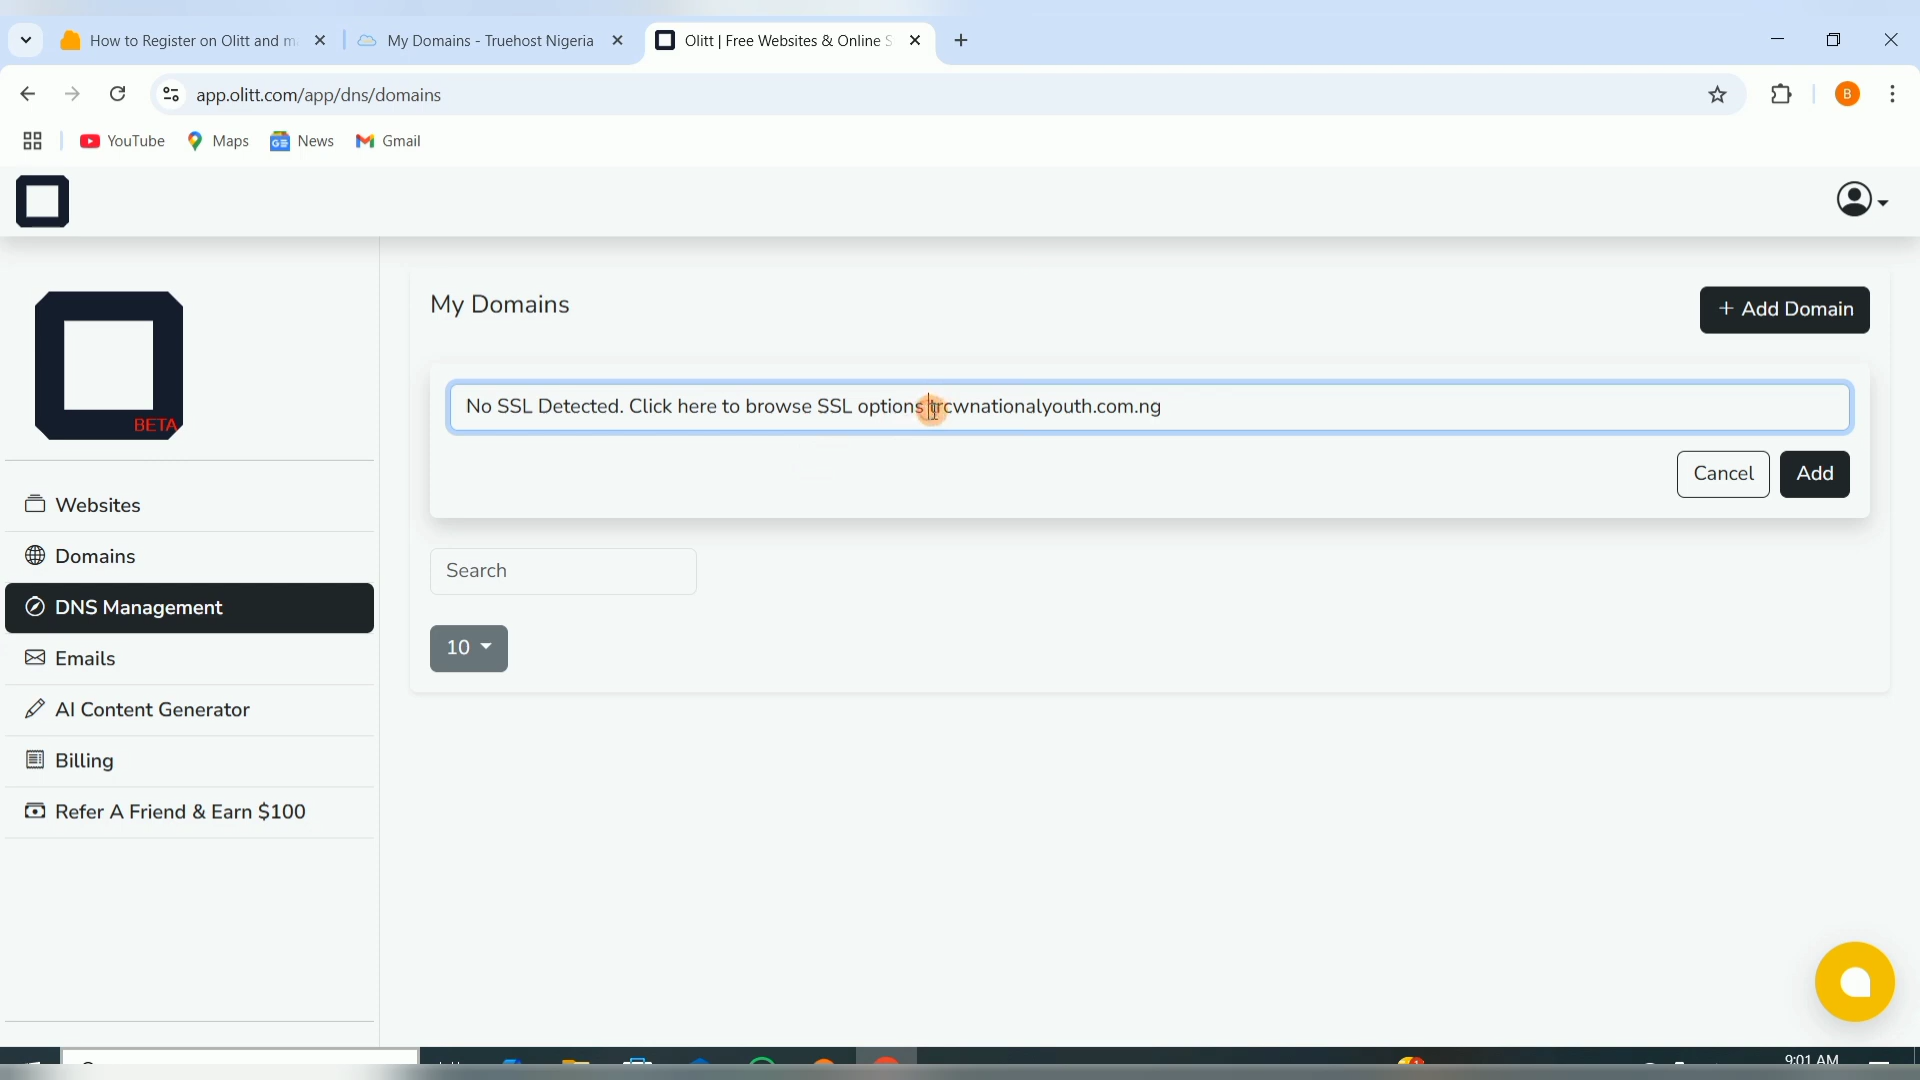 How to Register on Olitt and m
My Domains - Truehost Nigeria
Olitt | Free Websites & Online S
app.olitt.com/app/dns/domains
B
YouTube
Maps
News
Gmail
My Domains
+ Add Domain
BETA
No SSL Detected. Click here to browse SSL options trcwnationalyouth.com.ng
Cancel
Add
Websites
Domains
Search
DNS Management
10
Emails
AI Content Generator
Billing
Refer A Friend & Earn $100
9:01 AM